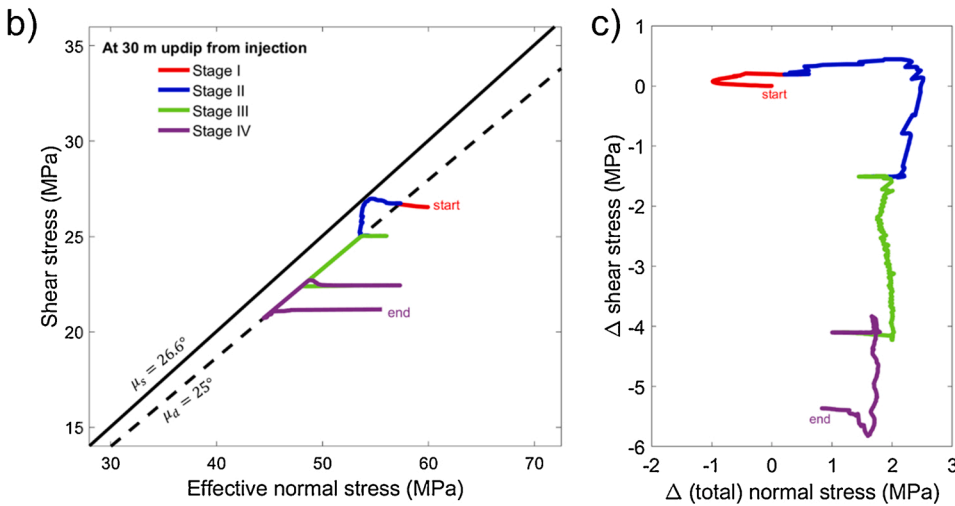 b)
At 30 m updip from injection
Stage I
Stage II
Stage III
Stage IV
start
end
μs = 26.6°
μd = 25°
35
30
25
20
15
30
40
50
60
70
Shear stress (MPa)
Effective normal stress (MPa)
c)
start
end
1
0
-1
-2
-3
-4
-5
-6
-2
-1
0
1
2
3
Δ shear stress (MPa)
Δ (total) normal stress (MPa)